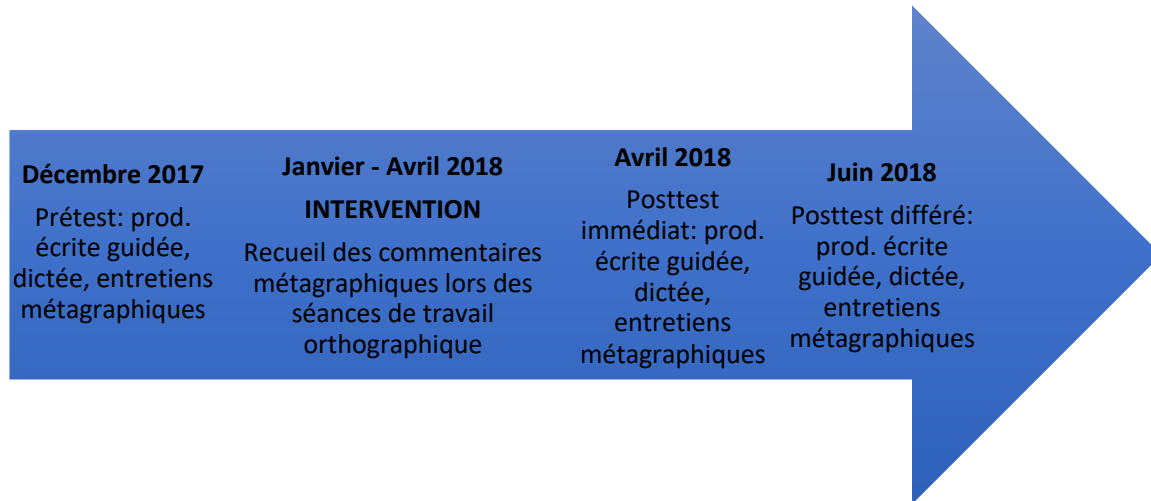 Décembre 2017
Prétest: prod.
écrite guidée,
dictée, entretiens
métagraphiques
Janvier - Avril 2018
INTERVENTION
Recueil des commentaires
métagraphiques lors des
séances de travail
orthographique
Avril 2018
Posttest
immédiat: prod.
écrite guidée,
dictée,
entretiens
métagraphiques
Juin 2018
Posttest différé:
prod. écrite
guidée, dictée,
entretiens
métagraphiques